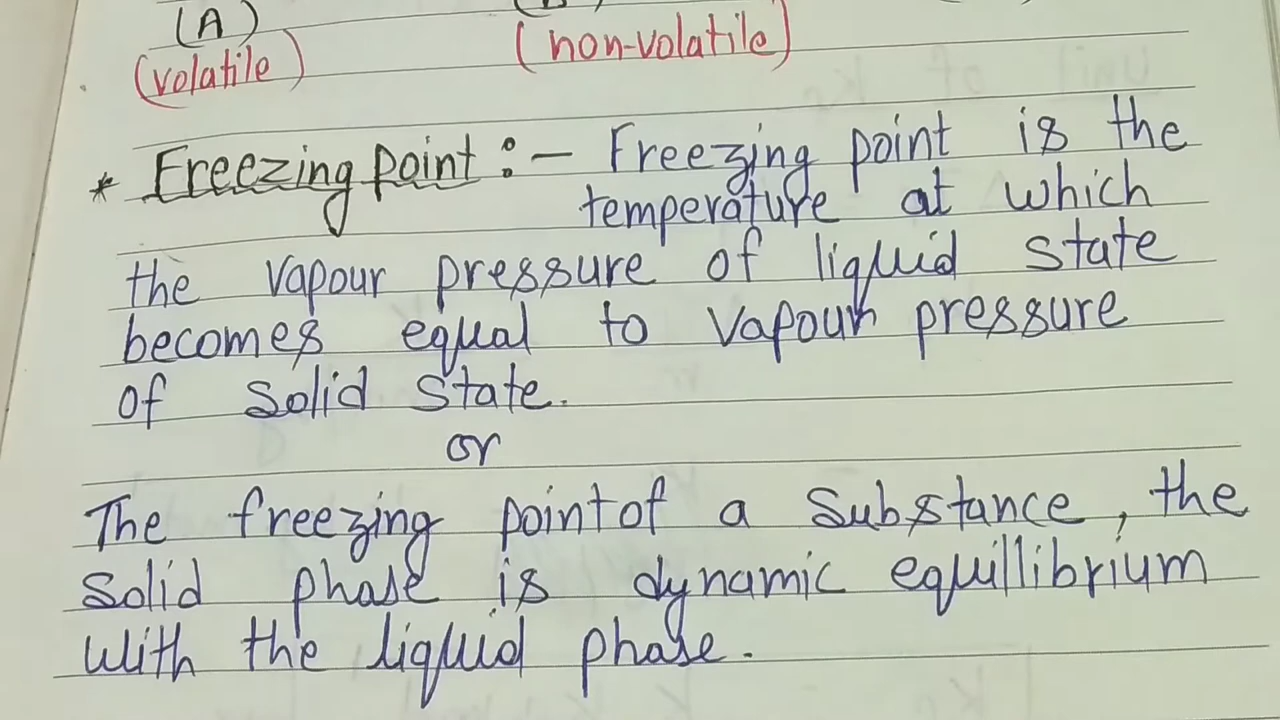 (A)
(volatile) (non-volatile)
* Freezing point :- Freezing point is the
temperature at which
the vapour pressure of liquid state
becomes equal to vapour pressure
of solid state.
or
The freezing point of a substance, the
solid phase is dynamic equillibrium
with the liquid phase.